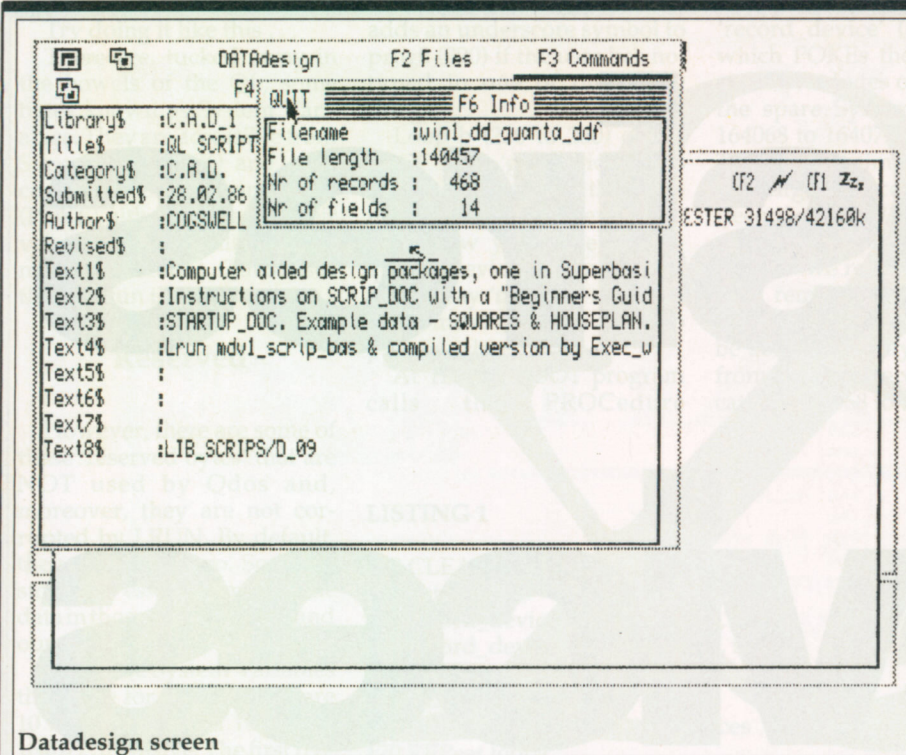 DATAdesign F2 Files F3 Commands
F4
QUIT F6 Info
Filename :win1_dd_quanta_ddf
File length :140457
Nr of records : 468
Nr of fields : 14
Library$ :C.A.D_1
Title$ :QL SCRIPT
Category$ :C.A.D.
Submitted$ :28.02.86
Author$ :COGSWELL
Revised$ :
Text1$ :Computer aided design packages, one in Superbasi
Text2$ :Instructions on SCRIP_DOC with a "Beginners Guid
Text3$ :STARTUP_DOC. Example data - SQUARES & HOUSEPLAN.
Text4$ :Lrun mdv1_scrip_bas & compiled version by Exec_w
Text5$ :
Text6$ :
Text7$ :
Text8$ :LIB_SCRIPS/D_09
CF2 CF1 Zzz
ESTER 31498/42160k
Datadesign screen